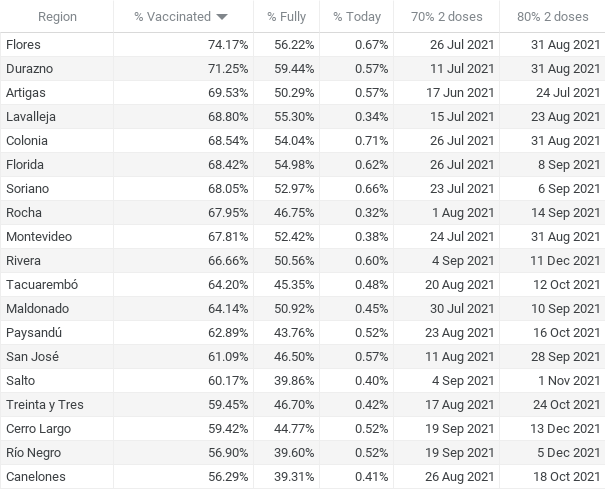 Region % Vaccinated % Fully % Today 70% 2 doses 80% 2 doses
Flores 74.17% 56.22% 0.67% 26 Jul 2021 31 Aug 2021
Durazno 71.25% 59.44% 0.57% 11 Jul 2021 31 Aug 2021
Artigas 69.53% 50.29% 0.57% 17 Jun 2021 24 Jul 2021
Lavalleja 68.80% 55.30% 0.34% 15 Jul 2021 23 Aug 2021
Colonia 68.54% 54.04% 0.71% 26 Jul 2021 31 Aug 2021
Florida 68.42% 54.98% 0.62% 26 Jul 2021 8 Sep 2021
Soriano 68.05% 52.97% 0.66% 23 Jul 2021 6 Sep 2021
Rocha 67.95% 46.75% 0.32% 1 Aug 2021 14 Sep 2021
Montevideo 67.81% 52.42% 0.38% 24 Jul 2021 31 Aug 2021
Rivera 66.66% 50.56% 0.60% 4 Sep 2021 11 Dec 2021
Tacuarembó 64.20% 45.35% 0.48% 20 Aug 2021 12 Oct 2021
Maldonado 64.14% 50.92% 0.45% 30 Jul 2021 10 Sep 2021
Paysandú 62.89% 43.76% 0.52% 23 Aug 2021 16 Oct 2021
San José 61.09% 46.50% 0.57% 11 Aug 2021 28 Sep 2021
Salto 60.17% 39.86% 0.40% 4 Sep 2021 1 Nov 2021
Treinta y Tres 59.45% 46.70% 0.42% 17 Aug 2021 24 Oct 2021
Cerro Largo 59.42% 44.77% 0.52% 19 Sep 2021 13 Dec 2021
Río Negro 56.90% 39.60% 0.52% 19 Sep 2021 5 Dec 2021
Canelones 56.29% 39.31% 0.41% 26 Aug 2021 18 Oct 2021